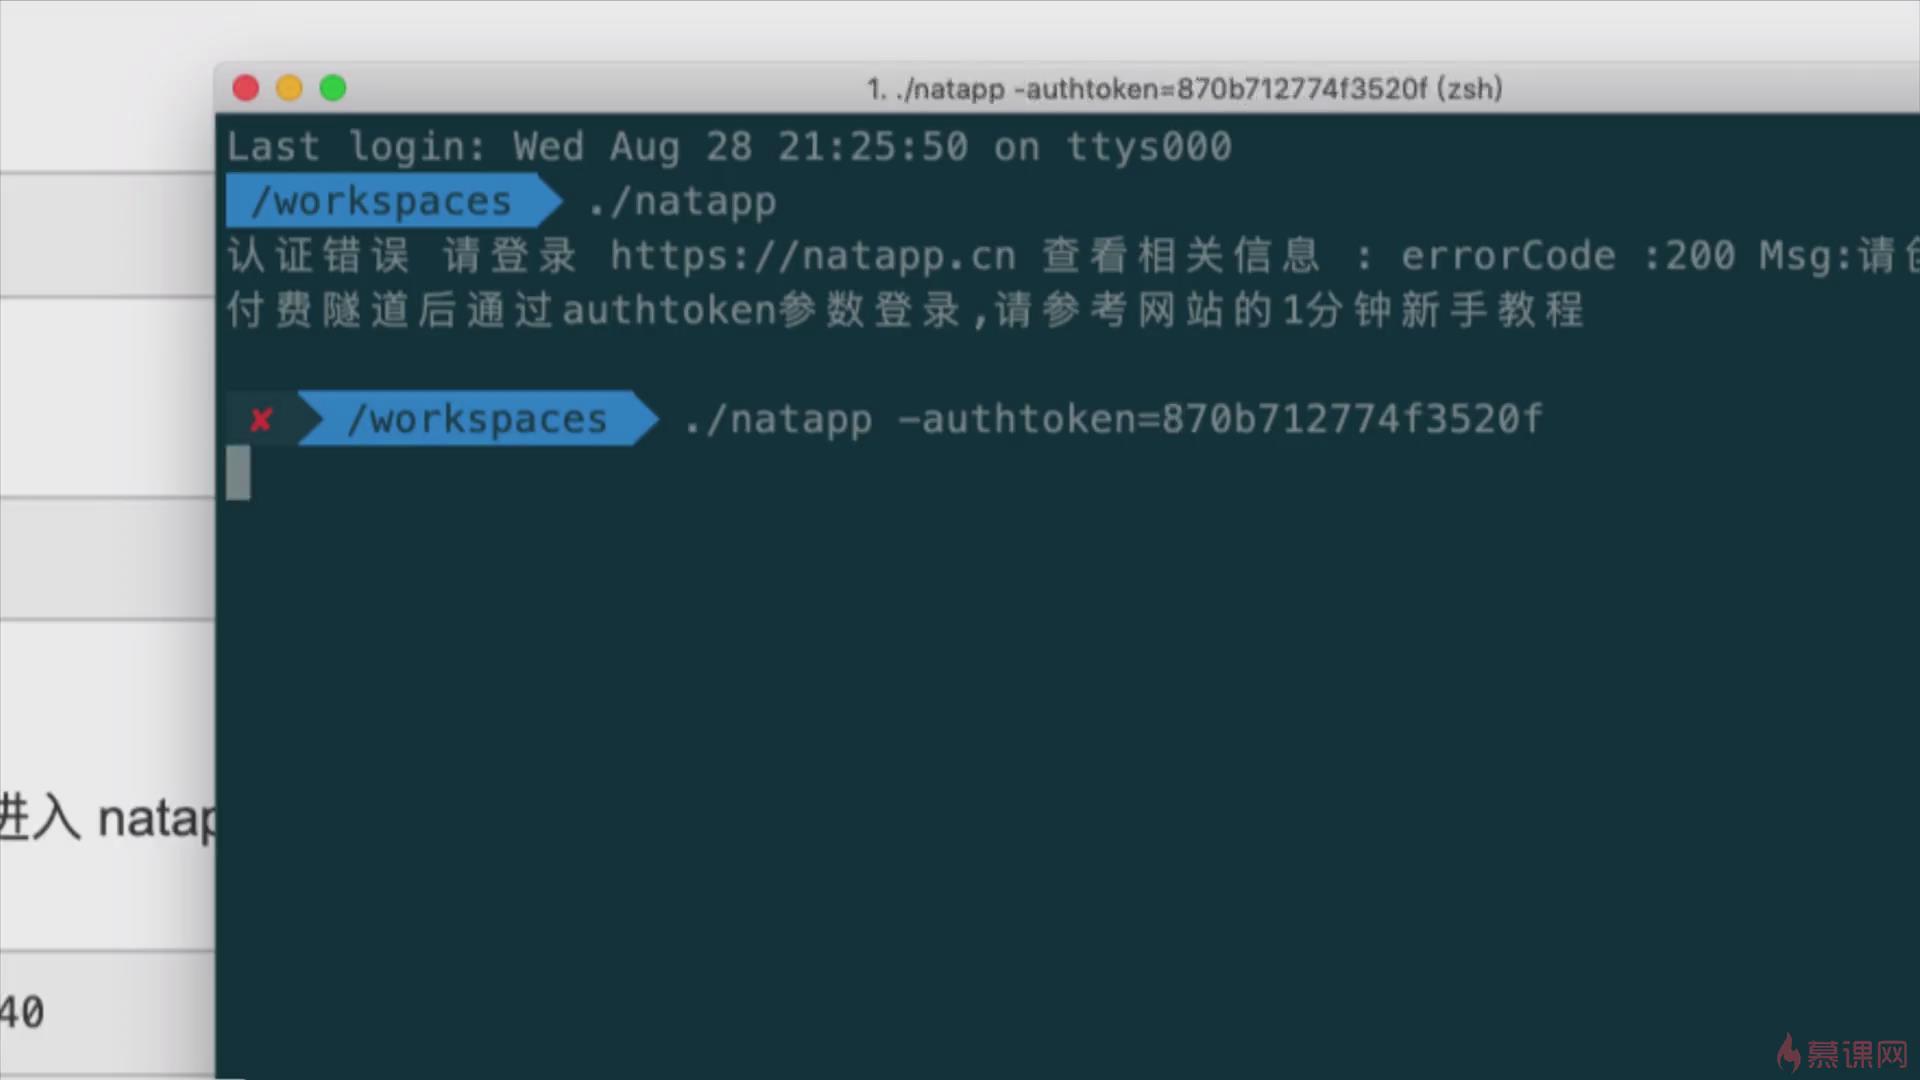 1. ./natapp -authtoken=870b712774f3520f (zsh)
Last login: Wed Aug 28 21:25:50 on ttys000
/workspaces ./natapp
认证错误 请登录 https://natapp.cn 查看相关信息 : errorCode :200 Msg:请
付费隧道后通过authtoken参数登录,请参考网站的1分钟新手教程
✘ /workspaces ./natapp -authtoken=870b712774f3520f
进入 natap
40
慕课网